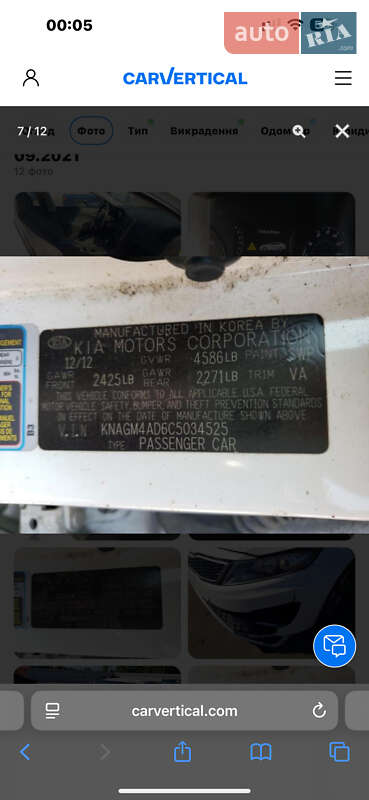 00:05
auto
RIA
.com
CARVERTICAL
7 / 12
Фото
Тип
Викрадення
09.2021
12 фото
MANUFACTURED IN KOREA BY
KIA KIA MOTORS CORPORATION
12/12 GVWR 4586LB PAINT SWP
GAWR FRONT 2425LB GAWR REAR 2271LB TRIM VA
THIS VEHICLE CONFORMS TO ALL APPLICABLE U.S.A. FEDERAL
MOTOR VEHICLE SAFETY, BUMPER, AND THEFT PREVENTION STANDARDS
IN EFFECT ON THE DATE OF MANUFACTURE SHOWN ABOVE
V.I.N KNAGM4AD6C5034525
TYPE PASSENGER CAR
B3
carvertical.com